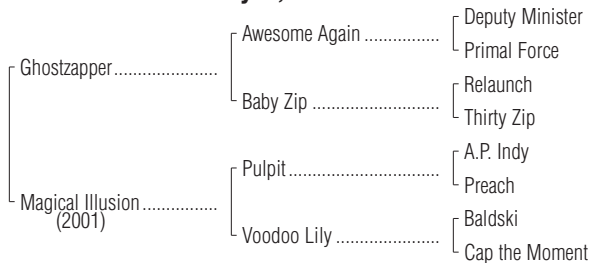 Deputy Minister
Awesome Again ................
Primal Force
Ghostzapper......................
Relaunch
Baby Zip ...........................
Thirty Zip
A.P. Indy
Pulpit................................
Preach
Magical Illusion ................
(2001)
Baldski
Voodoo Lily ......................
Cap the Moment